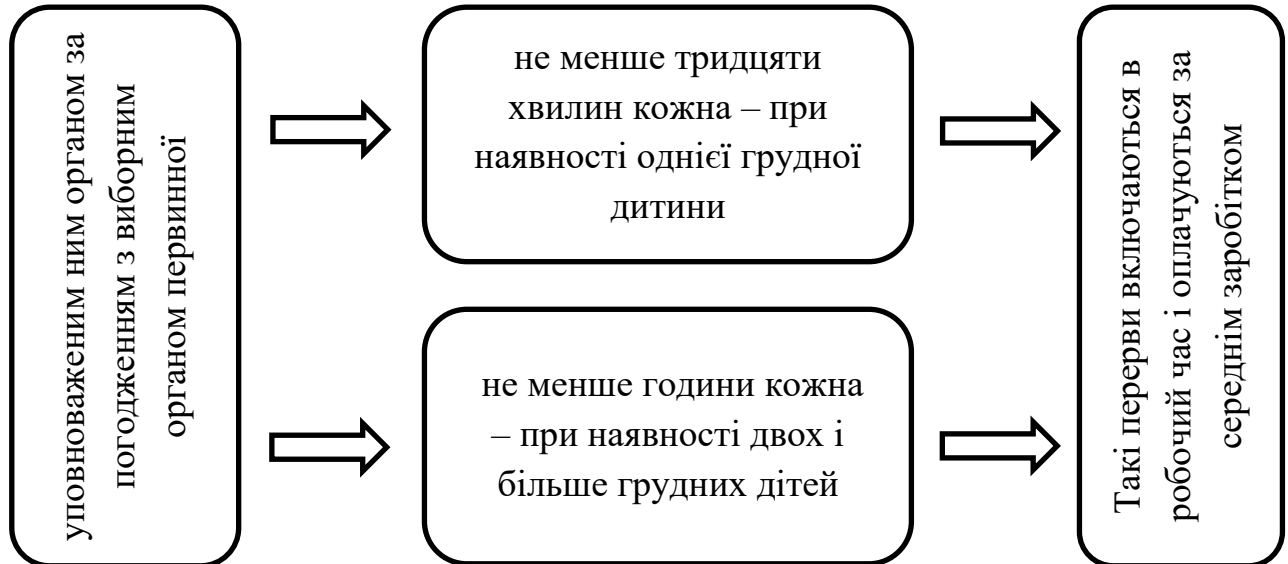 уповноваженим ним органом за
погодженням з виборним
органом первинної
не менше тридцяти
хвилин кожна – при
наявності однієї грудної
дитини
не менше години кожна
– при наявності двох і
більше грудних дітей
Такі перерви включаються в
робочий час і оплачуються за
середнім заробітком